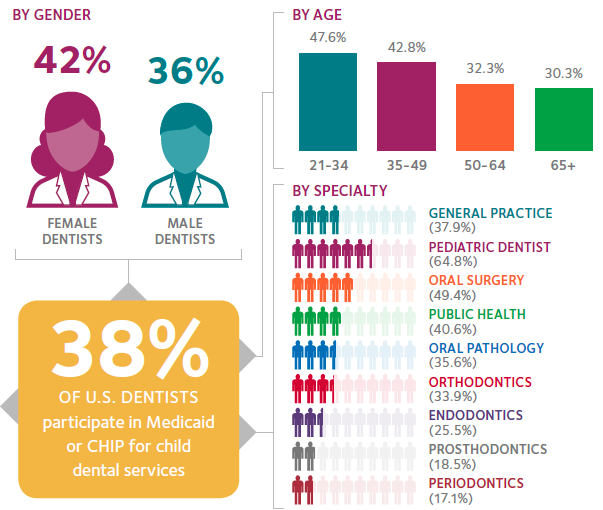 BY GENDER
42%
36%
FEMALE
DENTISTS
MALE
DENTISTS
38%
OF U.S. DENTISTS
participate in Medicaid
or CHIP for child
dental services
BY AGE
47.6%
42.8%
32.3%
30.3%
21–34
35–49
50–64
65+
BY SPECIALTY
GENERAL PRACTICE
(37.9%)
PEDIATRIC DENTIST
(64.8%)
ORAL SURGERY
(49.4%)
PUBLIC HEALTH
(40.6%)
ORAL PATHOLOGY
(35.6%)
ORTHODONTICS
(33.9%)
ENDODONTICS
(25.5%)
PROSTHODONTICS
(18.5%)
PERIODONTICS
(17.1%)